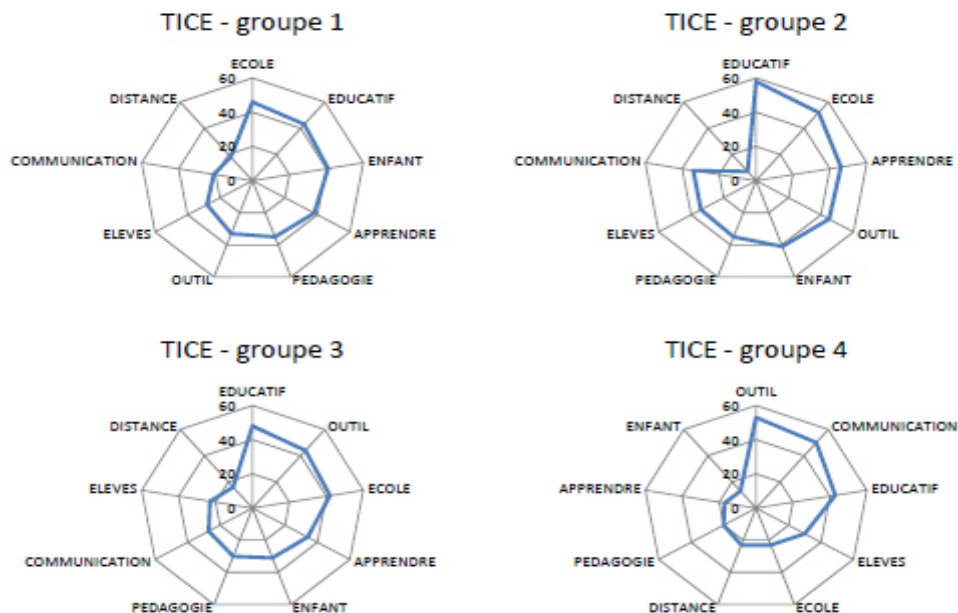 TICE - groupe 1
ECOLE
60
DISTANCE
EDUCATIF
40
20
COMMUNICATION
ENFANT
0
ELEVES
APPRENDRE
OUTIL
PEDAGOGIE
TICE - groupe 2
EDUCATIF
60
DISTANCE
ECOLE
40
20
COMMUNICATION
APPRENDRE
0
ELEVES
OUTIL
PEDAGOGIE
ENFANT
TICE - groupe 3
EDUCATIF
60
DISTANCE
OUTIL
40
20
ELEVES
ECOLE
0
COMMUNICATION
APPRENDRE
PEDAGOGIE
ENFANT
TICE - groupe 4
OUTIL
60
ENFANT
COMMUNICATION
40
20
APPRENDRE
EDUCATIF
0
PEDAGOGIE
ELEVES
DISTANCE
ECOLE